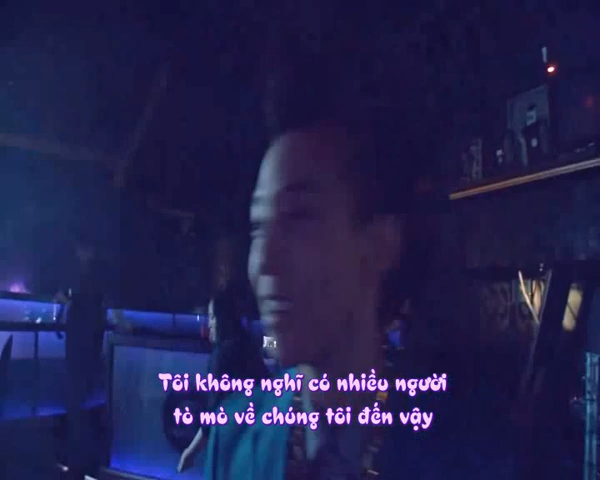 Tôi không nghĩ có nhiều người
tò mò về chúng tôi đến vậy